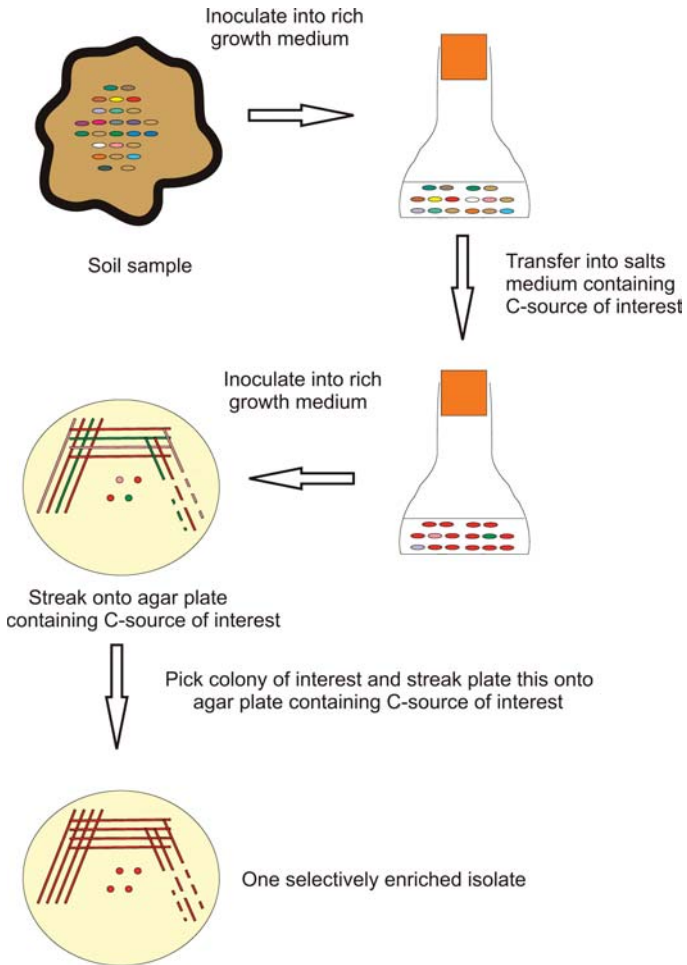 Inoculate into rich
growth medium
Soil sample
Transfer into salts
medium containing
C-source of interest
Inoculate into rich
growth medium
Streak onto agar plate
containing C-source of interest
Pick colony of interest and streak plate this onto
agar plate containing C-source of interest
One selectively enriched isolate